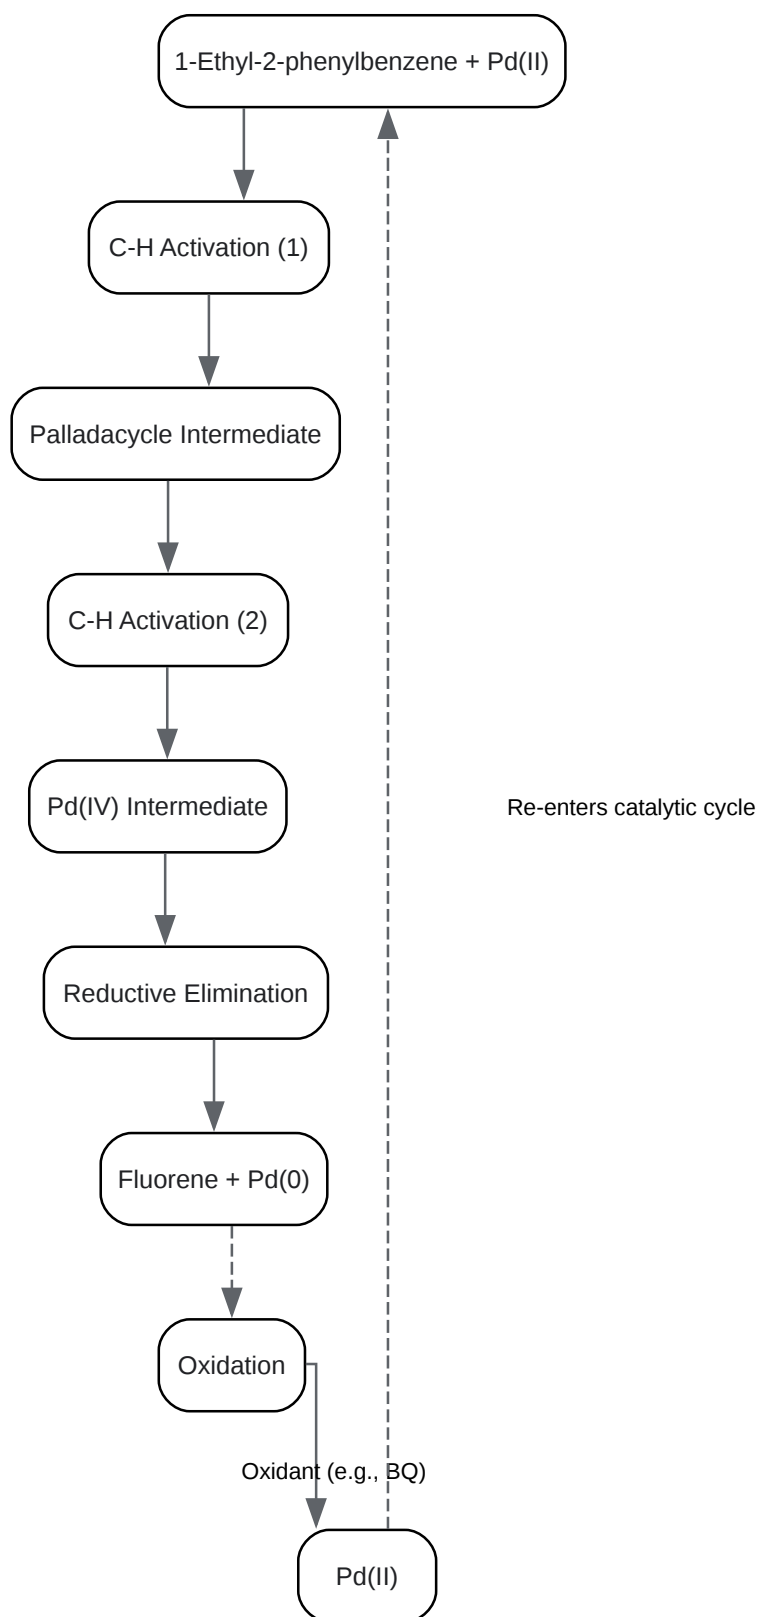 1-Ethyl-2-phenylbenzene + Pd(II)
C-H Activation (1)
Palladacycle Intermediate
C-H Activation (2)
Pd(IV) Intermediate
Re-enters catalytic cycle
Reductive Elimination
Fluorene + Pd(0)
Oxidation
Oxidant (e.g., BQ)
Pd(II)